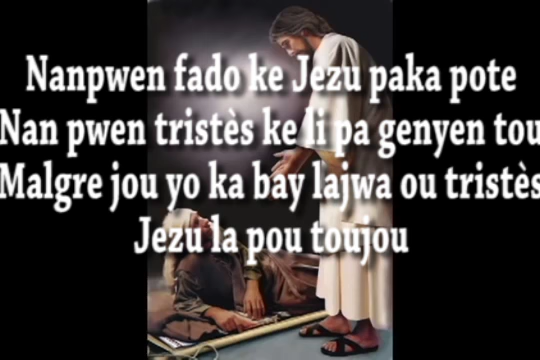 Nanpwen fado ke Jezu paka pote
Nan pwen tristès ke li pa genyen tou
Malgre jou yo ka bay lajwa ou tristès
Jezu la pou toujou